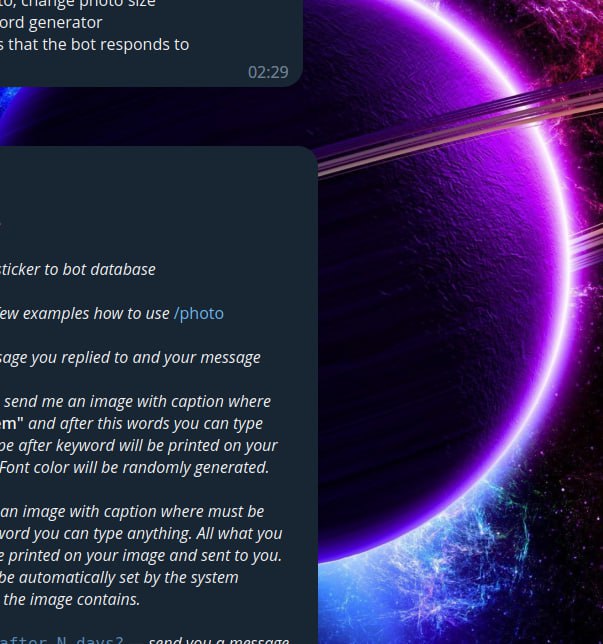 to, change photo size
ord generator
s that the bot responds to
02:29
sticker to bot database
few examples how to use /photo
sage you replied to and your message
send me an image with caption where
em" and after this words you can type
pe after keyword will be printed on your
Font color will be randomly generated.
an image with caption where must be
word you can type anything. All what you
e printed on your image and sent to you.
be automatically set by the system
the image contains.
after N days? — send you a message